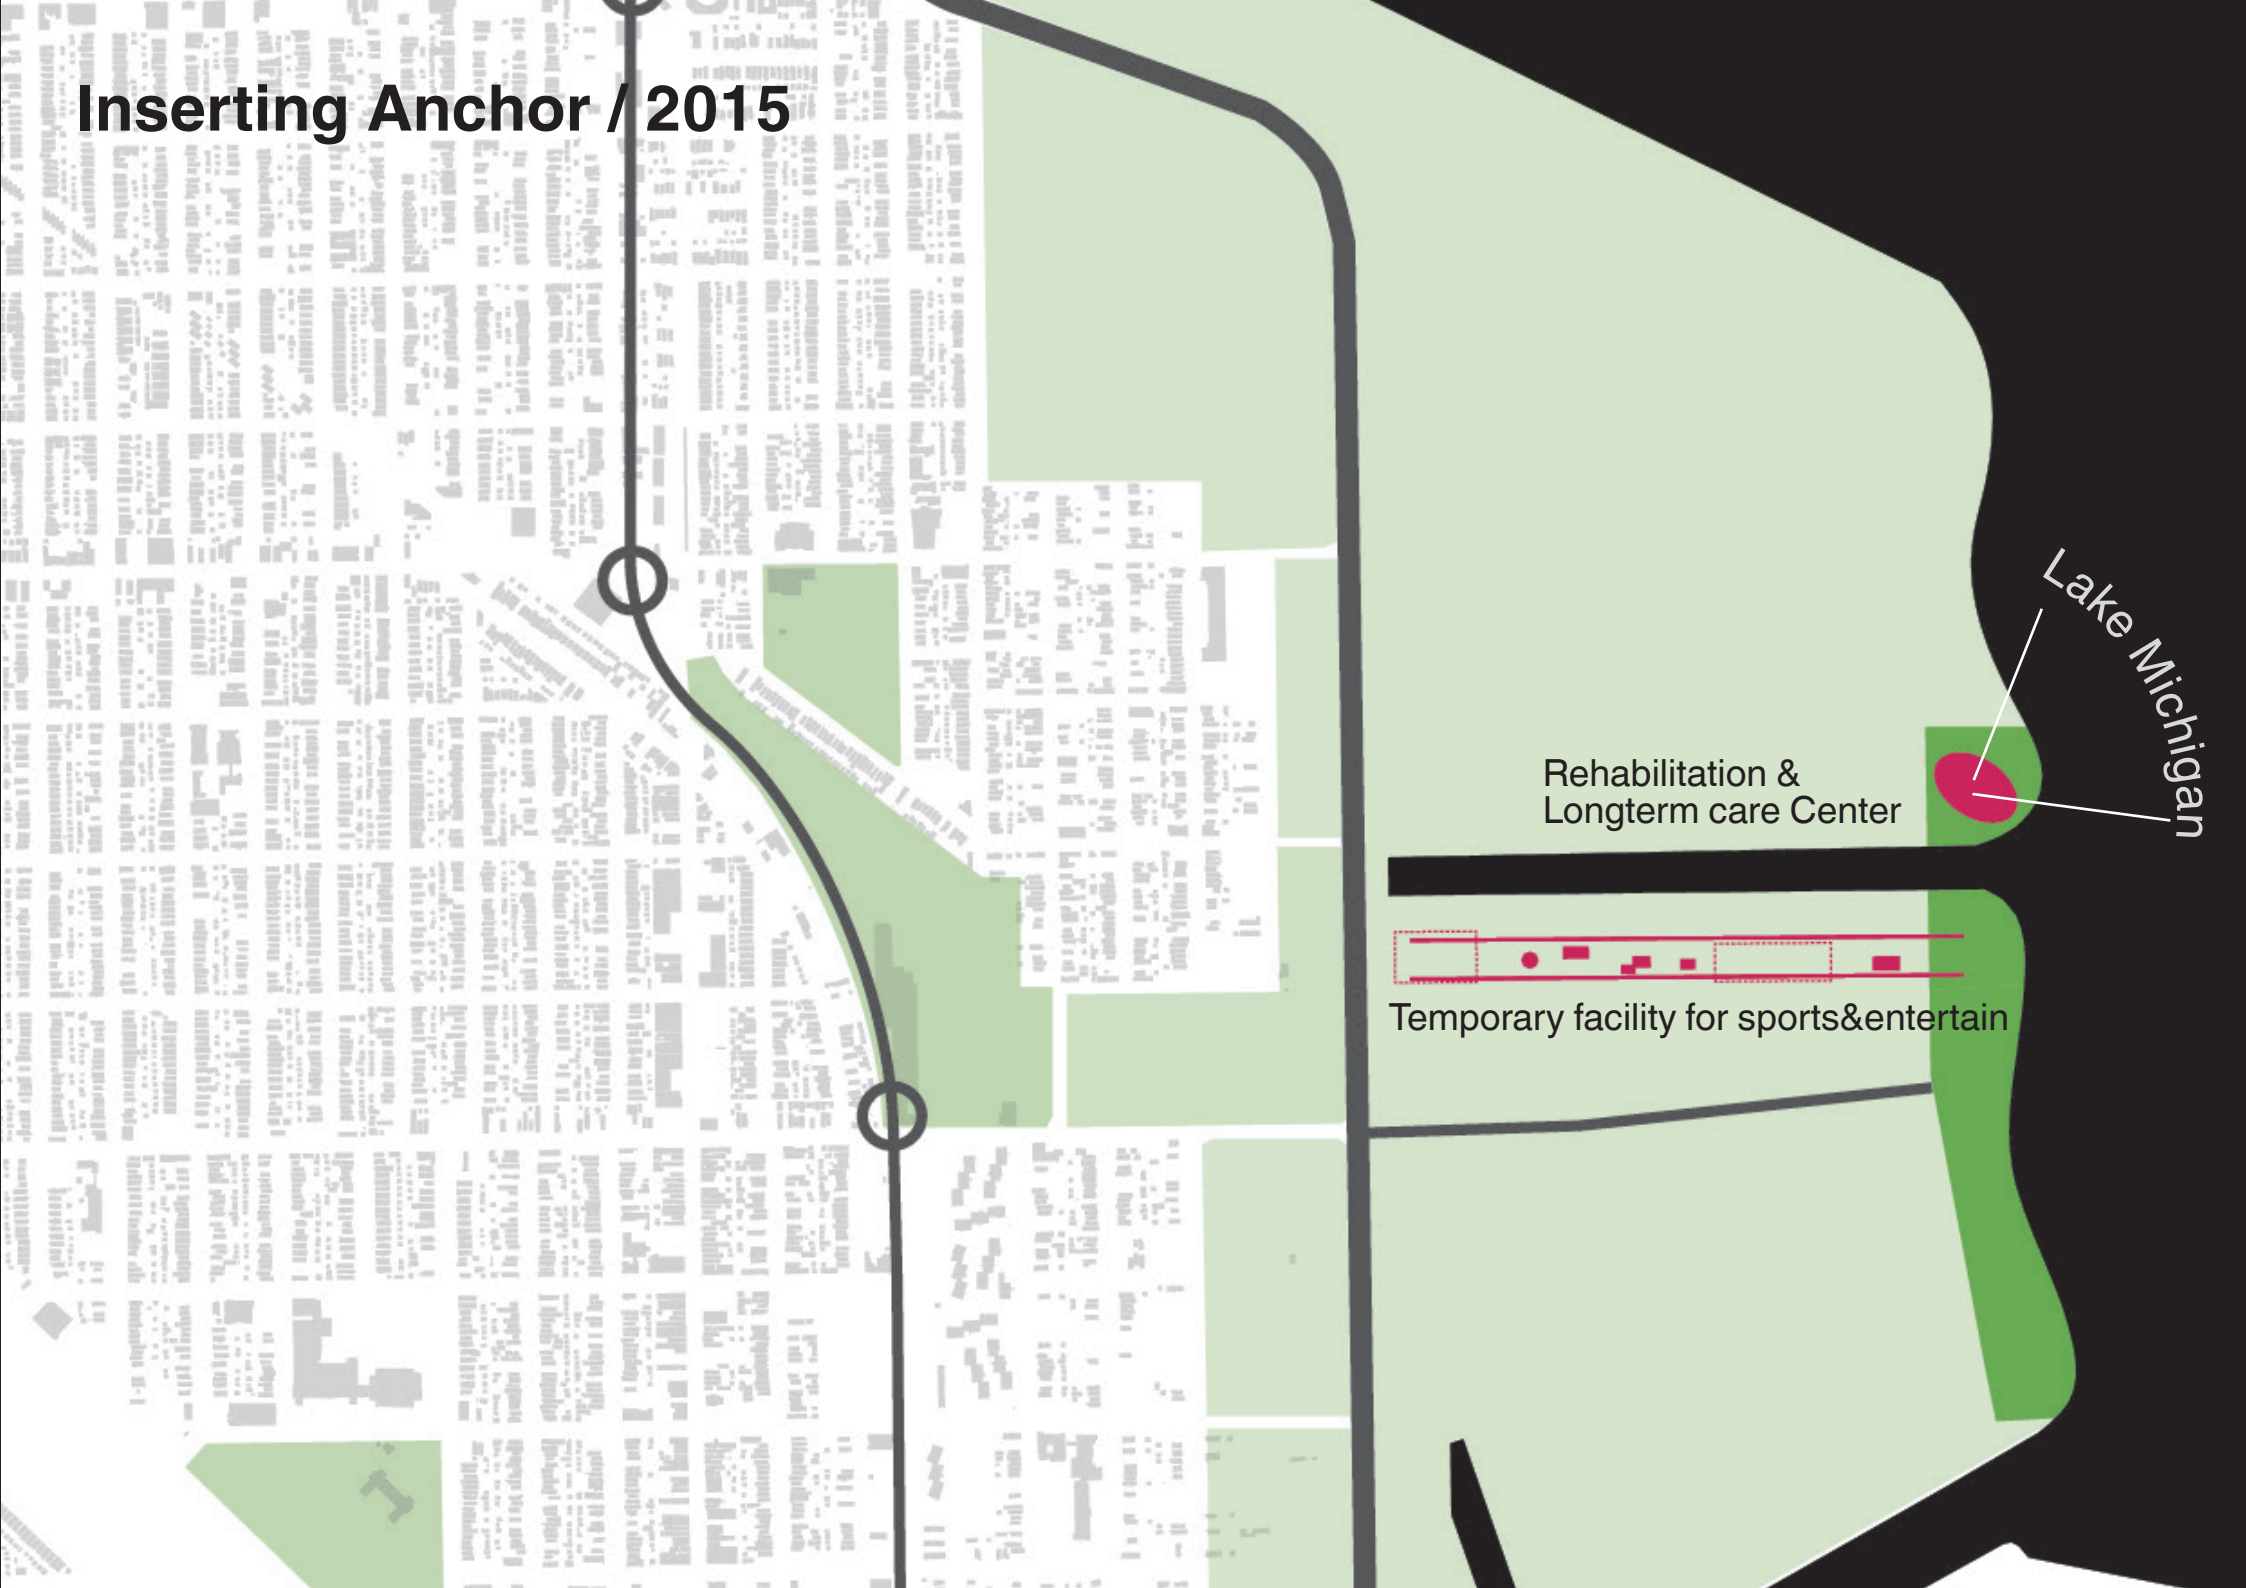 Inserting Anchor / 2015
Lake Michigan
Rehabilitation &
Longterm care Center
Temporary facility for sports&entertain